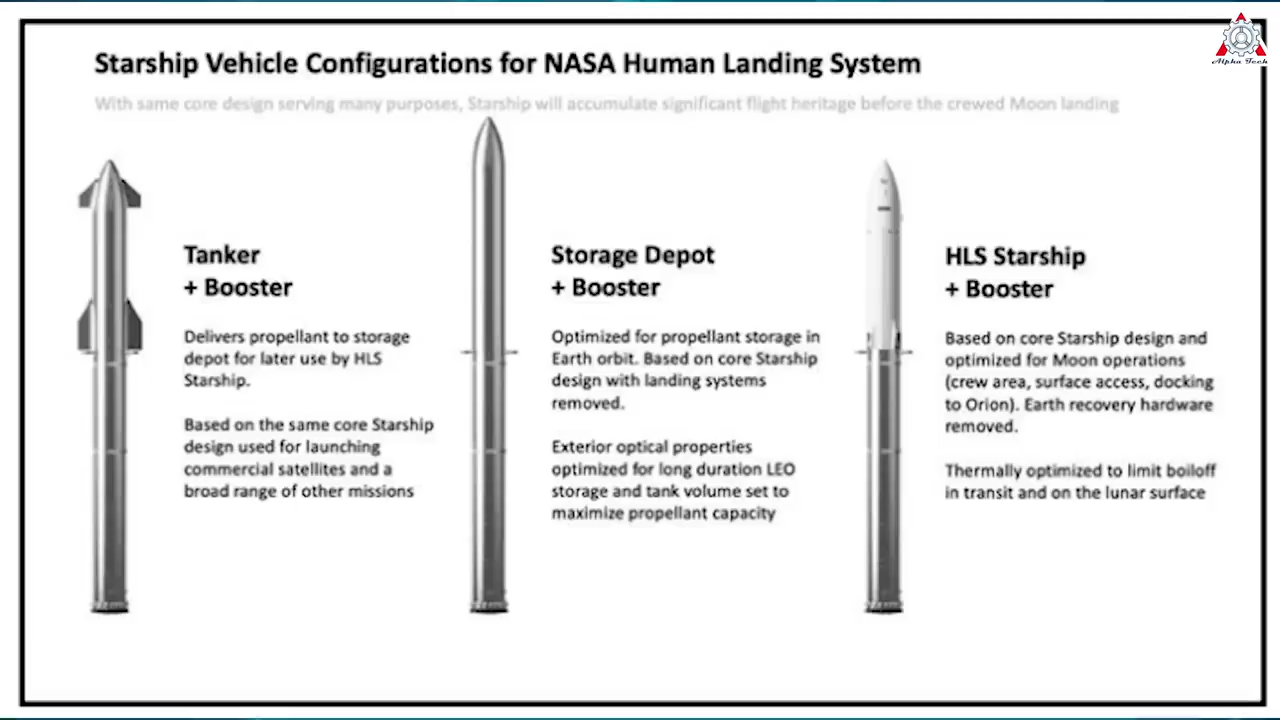 Starship Vehicle Configurations for NASA Human Landing System
With same core design serving many purposes, Starship will accumulate significant flight heritage before the crewed Moon landing
Tanker
+ Booster
Delivers propellant to storage
depot for later use by HLS
Starship.
Based on the same core Starship
design used for launching
commercial satellites and a
broad range of other missions
Storage Depot
+ Booster
Optimized for propellant storage in
Earth orbit. Based on core Starship
design with landing systems
removed.
Exterior optical properties
optimized for long duration LEO
storage and tank volume set to
maximize propellant capacity
HLS Starship
+ Booster
Based on core Starship design and
optimized for Moon operations
(crew area, surface access, docking
to Orion). Earth recovery hardware
removed.
Thermally optimized to limit boiloff
in transit and on the lunar surface
Alpha Tech